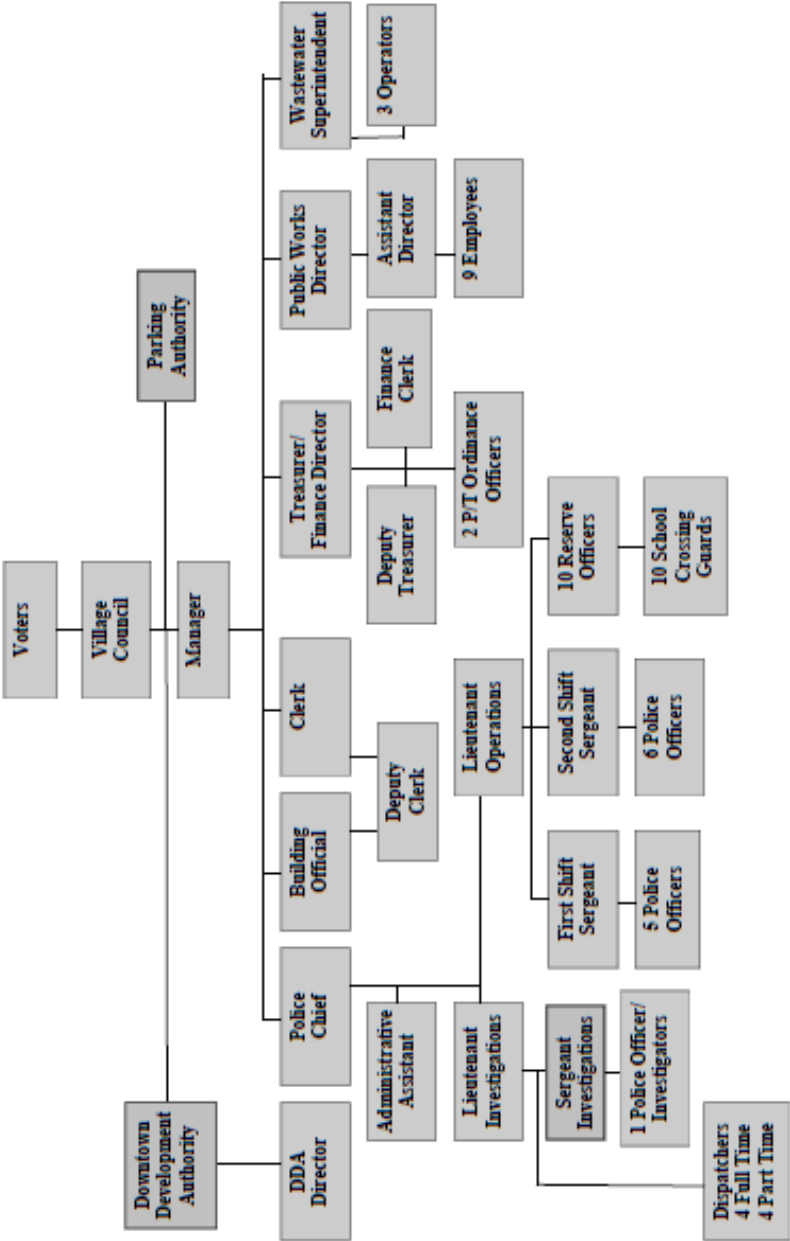 Voters
Village
Council
Downtown
Development
Authority
Parking
Authority
Manager
DDA
Director
Police
Chief
Building
Official
Clerk
Treasurer/
Finance Director
Public Works
Director
Wastewater
Superintendent
Administrative
Assistant
Deputy
Clerk
Deputy
Treasurer
Finance
Clerk
Assistant
Director
3 Operators
Lieutenant
Investigations
Lieutenant
Operations
2 P/T Ordinance
Officers
9 Employees
Sergeant
Investigations
First Shift
Sergeant
Second Shift
Sergeant
10 Reserve
Officers
1 Police Officer/
Investigators
5 Police
Officers
6 Police
Officers
10 School
Crossing
Guards
Dispatchers
4 Full Time
4 Part Time